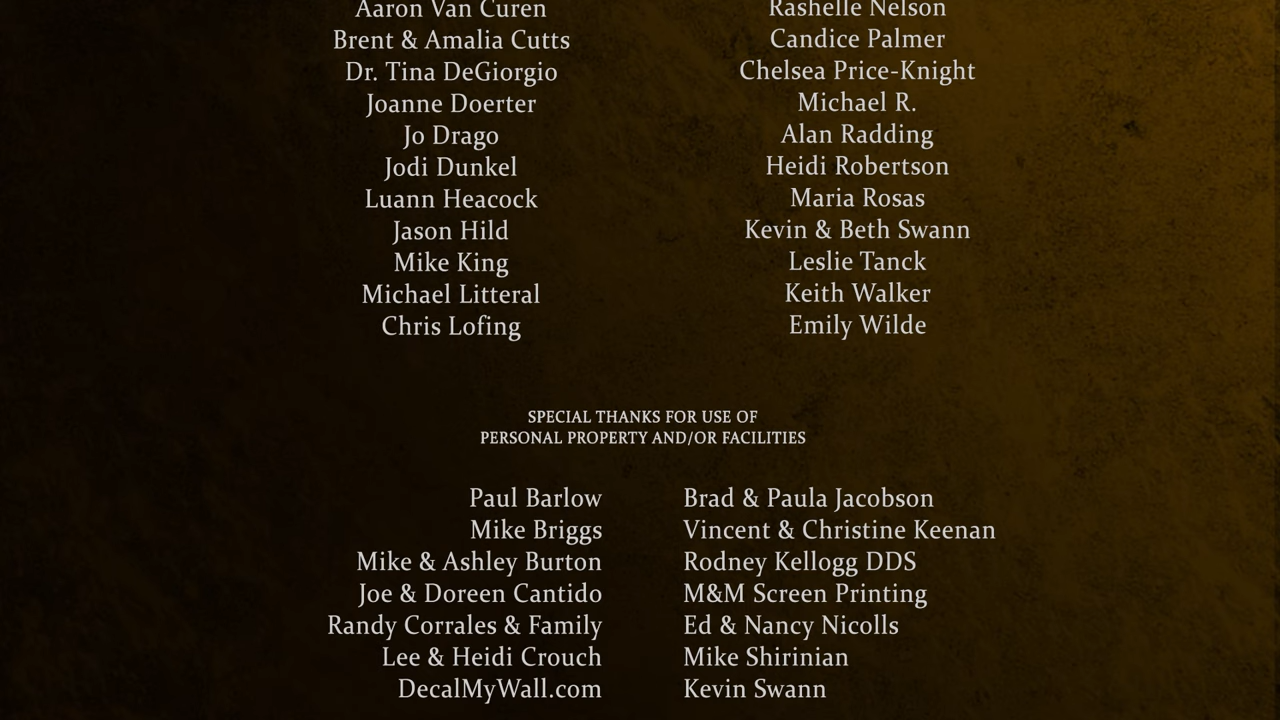 Aaron Van Curen
Brent & Amalia Cutts
Dr. Tina DeGiorgio
Joanne Doerter
Jo Drago
Jodi Dunkel
Luann Heacock
Jason Hild
Mike King
Michael Litteral
Chris Lofing
Rashelle Nelson
Candice Palmer
Chelsea Price-Knight
Michael R.
Alan Radding
Heidi Robertson
Maria Rosas
Kevin & Beth Swann
Leslie Tanck
Keith Walker
Emily Wilde
SPECIAL THANKS FOR USE OF
PERSONAL PROPERTY AND/OR FACILITIES
Paul Barlow
Mike Briggs
Mike & Ashley Burton
Joe & Doreen Cantido
Randy Corrales & Family
Lee & Heidi Crouch
DecalMyWall.com
Brad & Paula Jacobson
Vincent & Christine Keenan
Rodney Kellogg DDS
M&M Screen Printing
Ed & Nancy Nicolls
Mike Shirinian
Kevin Swann